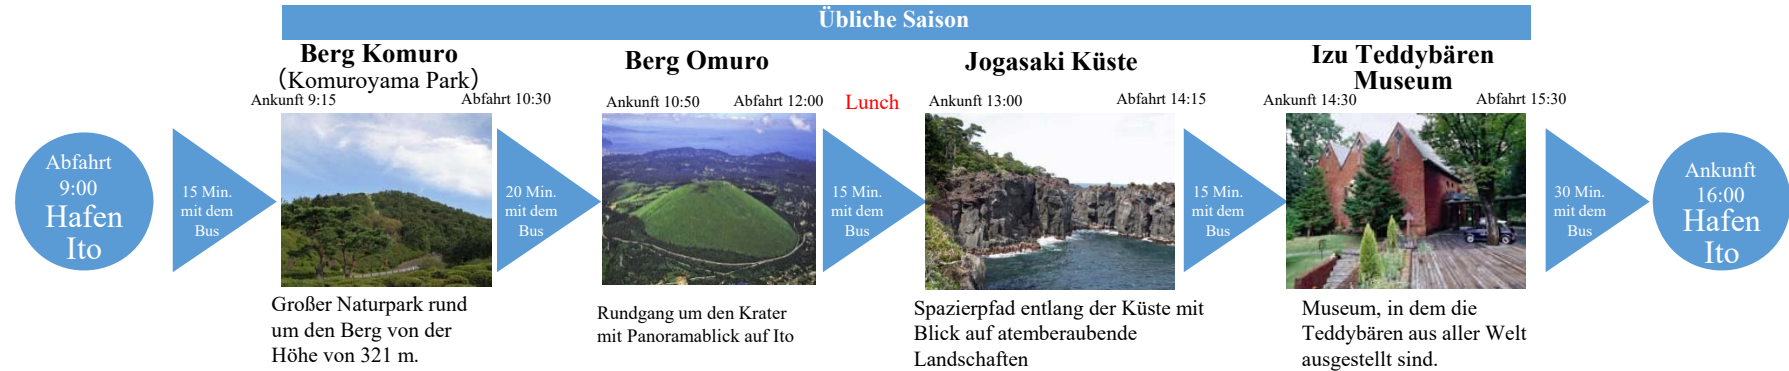 Übliche Saison
Berg Komuro
（Komuroyama Park）
Ankunft 9:15
Abfahrt 10:30
Berg Omuro
Ankunft 10:50
Abfahrt 12:00
Lunch
Jogasaki Küste
Ankunft 13:00
Abfahrt 14:15
Izu Teddybären
Museum
Ankunft 14:30
Abfahrt 15:30
Abfahrt
9:00
Hafen
Ito
15 Min.
mit dem
Bus
20 Min.
mit dem
Bus
15 Min.
mit dem
Bus
15 Min.
mit dem
Bus
30 Min.
mit dem
Bus
Ankunft
16:00
Hafen
Ito
Großer Naturpark rund
um den Berg von der
Höhe von 321 m.
Rundgang um den Krater
mit Panoramablick auf Ito
Spazierpfad entlang der Küste mit
Blick auf atemberaubende
Landschaften
Museum, in dem die
Teddybären aus aller Welt
ausgestellt sind.